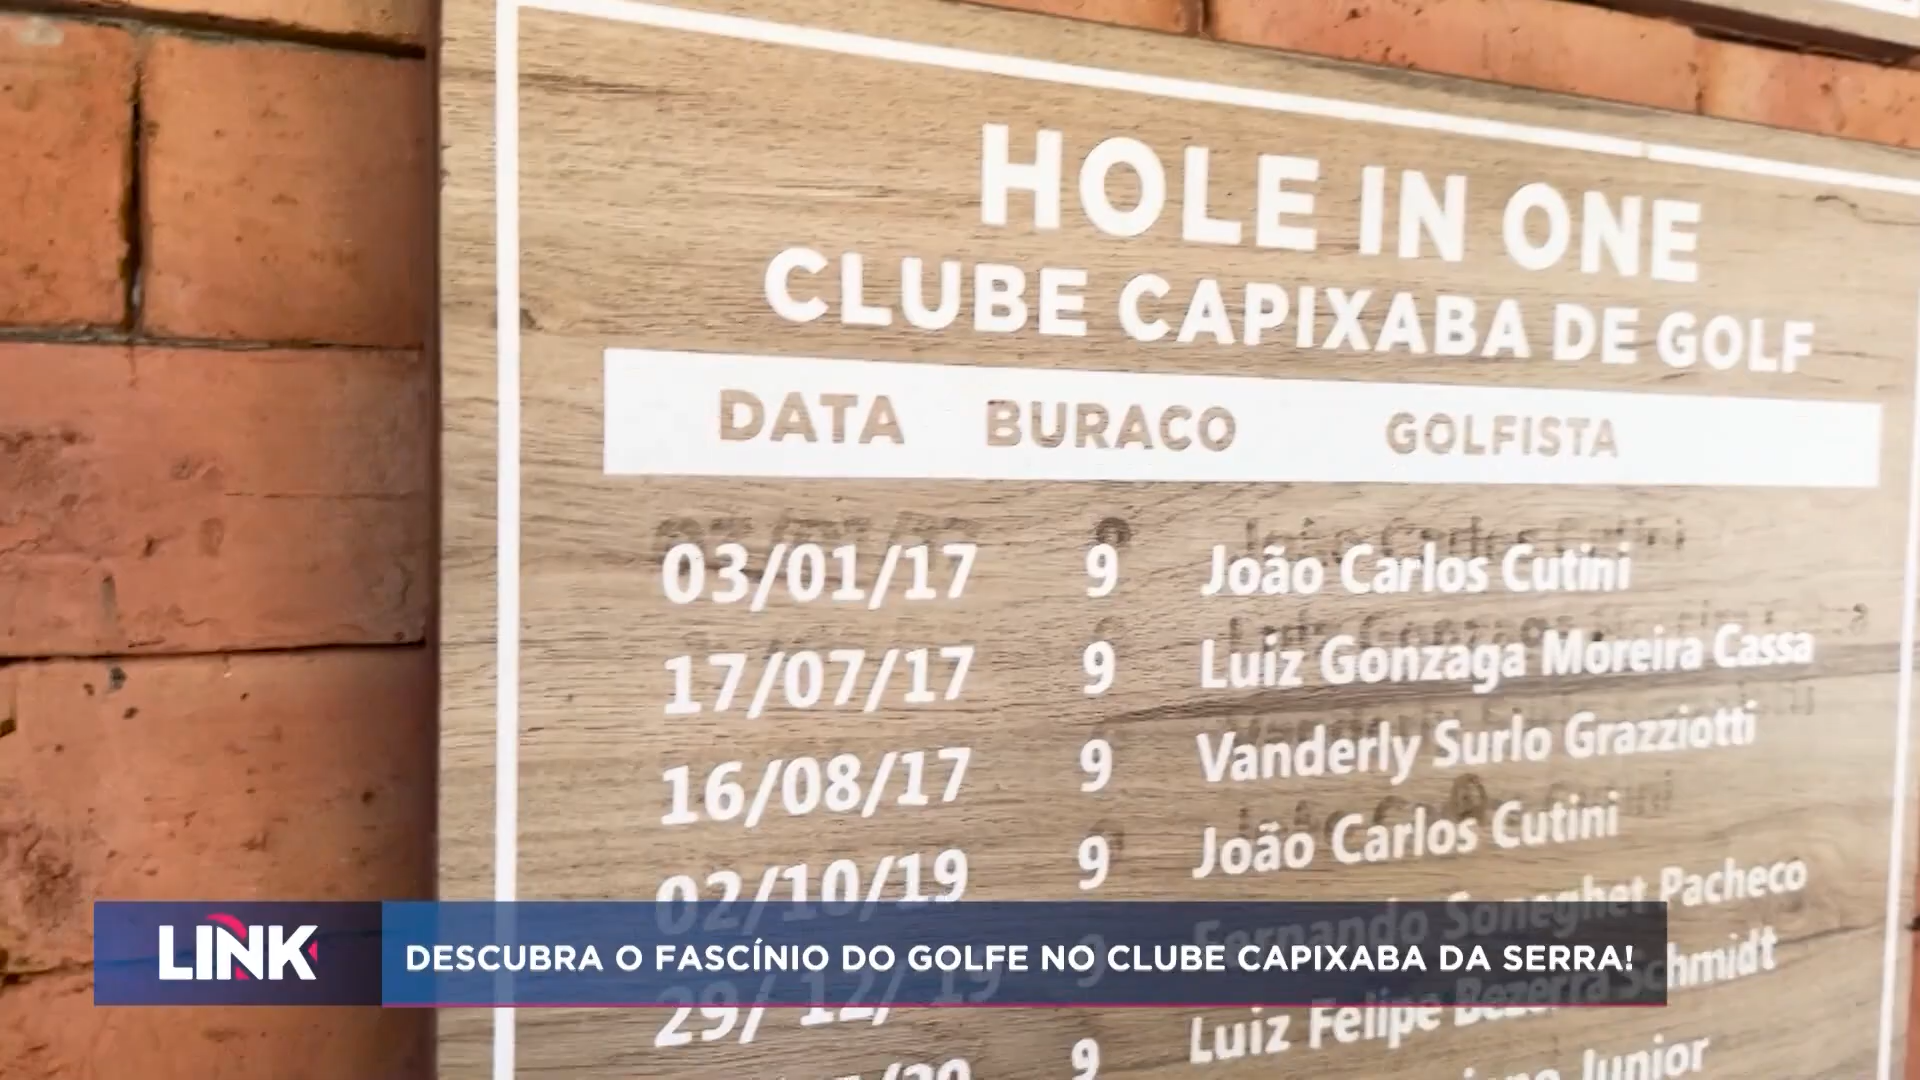 HOLE IN ONE
CLUBE CAPIXABA DE GOLF
DATA BURACO GOLFISTA
03/01/17 9 João Carlos Cutini
17/07/17 9 Luiz Gonzaga Moreira Cassa
16/08/17 9 Vanderly Surlo Grazziotti
02/10/19 9 João Carlos Cutini
29/12/19 9 Fernando Soneghet Pacheco
9 Luiz Felipe Bezerra Schmidt
Junior
LINK DESCUBRA O FASCÍNIO DO GOLFE NO CLUBE CAPIXABA DA SERRA!